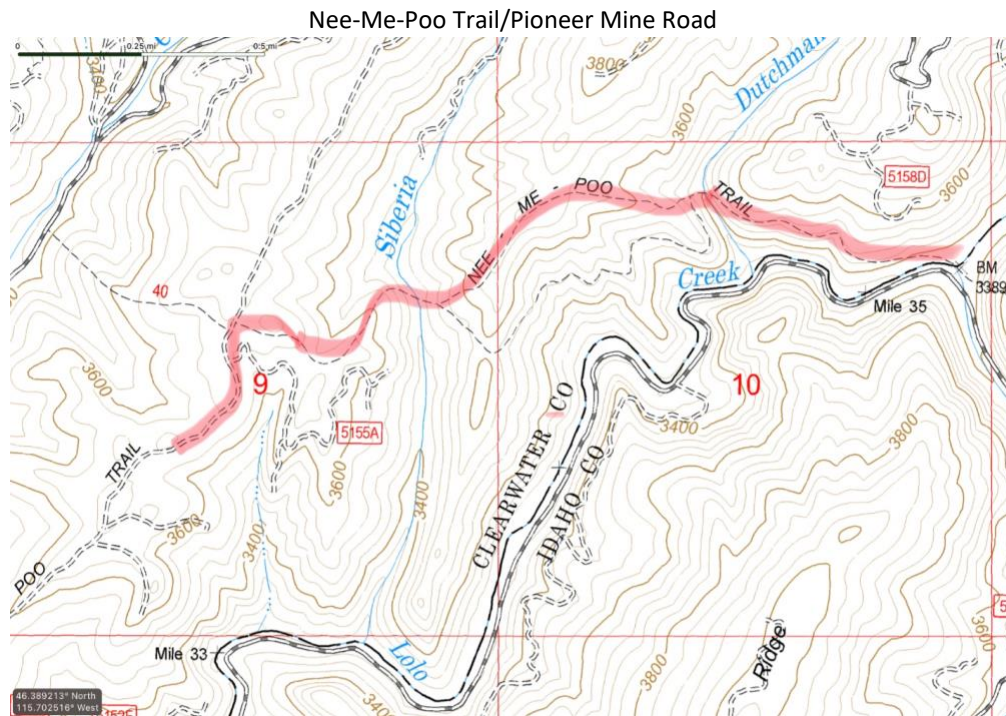 Nee-Me-Poo Trail/Pioneer Mine Road
0 0.25 mi 0.5 mi
3400
3400
3800
Dutchman
3600
5158D
3600
Siberia
NEE - ME - POO TRAIL
40
Creek
BM
3389
Mile 35
3600
9
10
5155A
CLEARWATER CO
IDAHO CO
3400
3800
TRAIL
3600
3400
3600
3400
POO
Mile 33
Lolo
3400
3800
Ridge
3600
5
46.389213° North
115.702516° West